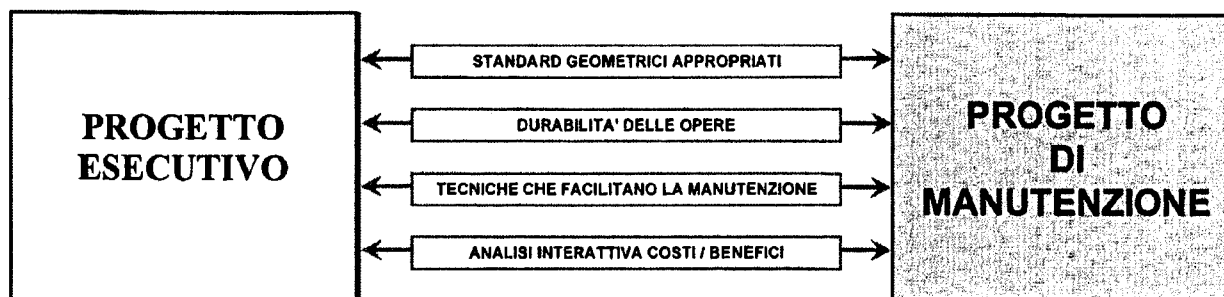 PROGETTO
ESECUTIVO
STANDARD GEOMETRICI APPROPRIATI
DURABILITA' DELLE OPERE
TECNICHE CHE FACILITANO LA MANUTENZIONE
ANALISI INTERATTIVA COSTI / BENEFICI
PROGETTO
DI
MANUTENZIONE